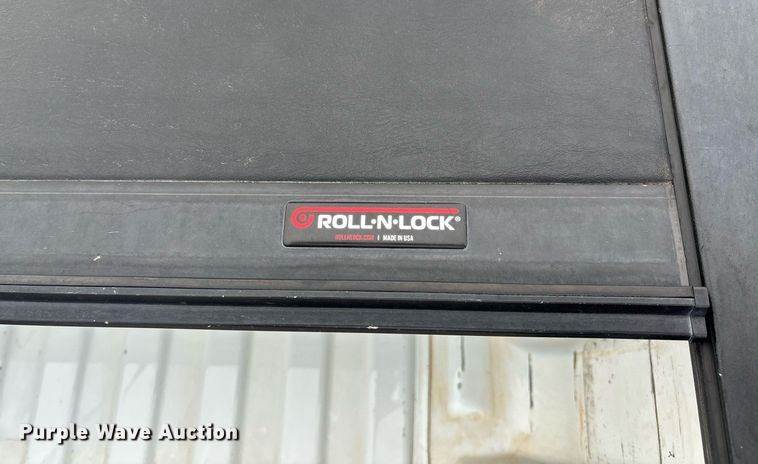 ROLL·N·LOCK®
ROLLNLOCK.COM | MADE IN USA
Purple Wave Auction